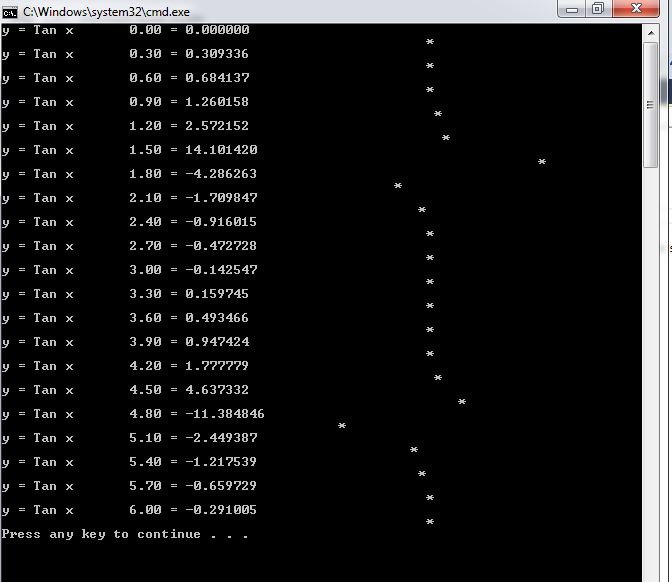 C:\Windows\system32\cmd.exe
y = Tan x 0.00 = 0.000000
*
y = Tan x 0.30 = 0.309336
*
y = Tan x 0.60 = 0.684137
*
y = Tan x 0.90 = 1.260158
*
y = Tan x 1.20 = 2.572152
*
y = Tan x 1.50 = 14.101420
*
y = Tan x 1.80 = -4.286263
*
y = Tan x 2.10 = -1.709847
*
y = Tan x 2.40 = -0.916015
*
y = Tan x 2.70 = -0.472728
*
y = Tan x 3.00 = -0.142547
*
y = Tan x 3.30 = 0.159745
*
y = Tan x 3.60 = 0.493466
*
y = Tan x 3.90 = 0.947424
*
y = Tan x 4.20 = 1.777779
*
y = Tan x 4.50 = 4.637332
*
y = Tan x 4.80 = -11.384846
*
y = Tan x 5.10 = -2.449387
*
y = Tan x 5.40 = -1.217539
*
y = Tan x 5.70 = -0.659729
*
y = Tan x 6.00 = -0.291005
*
Press any key to continue . . .